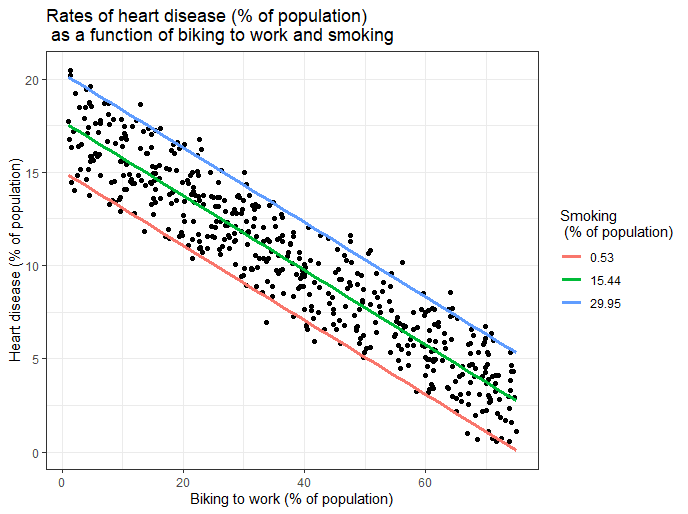 Rates of heart disease (% of population)
as a function of biking to work and smoking
20
15
10
5
0
Heart disease (% of population)
0 20 40 60
Biking to work (% of population)
Smoking
(% of population)
0.53
15.44
29.95